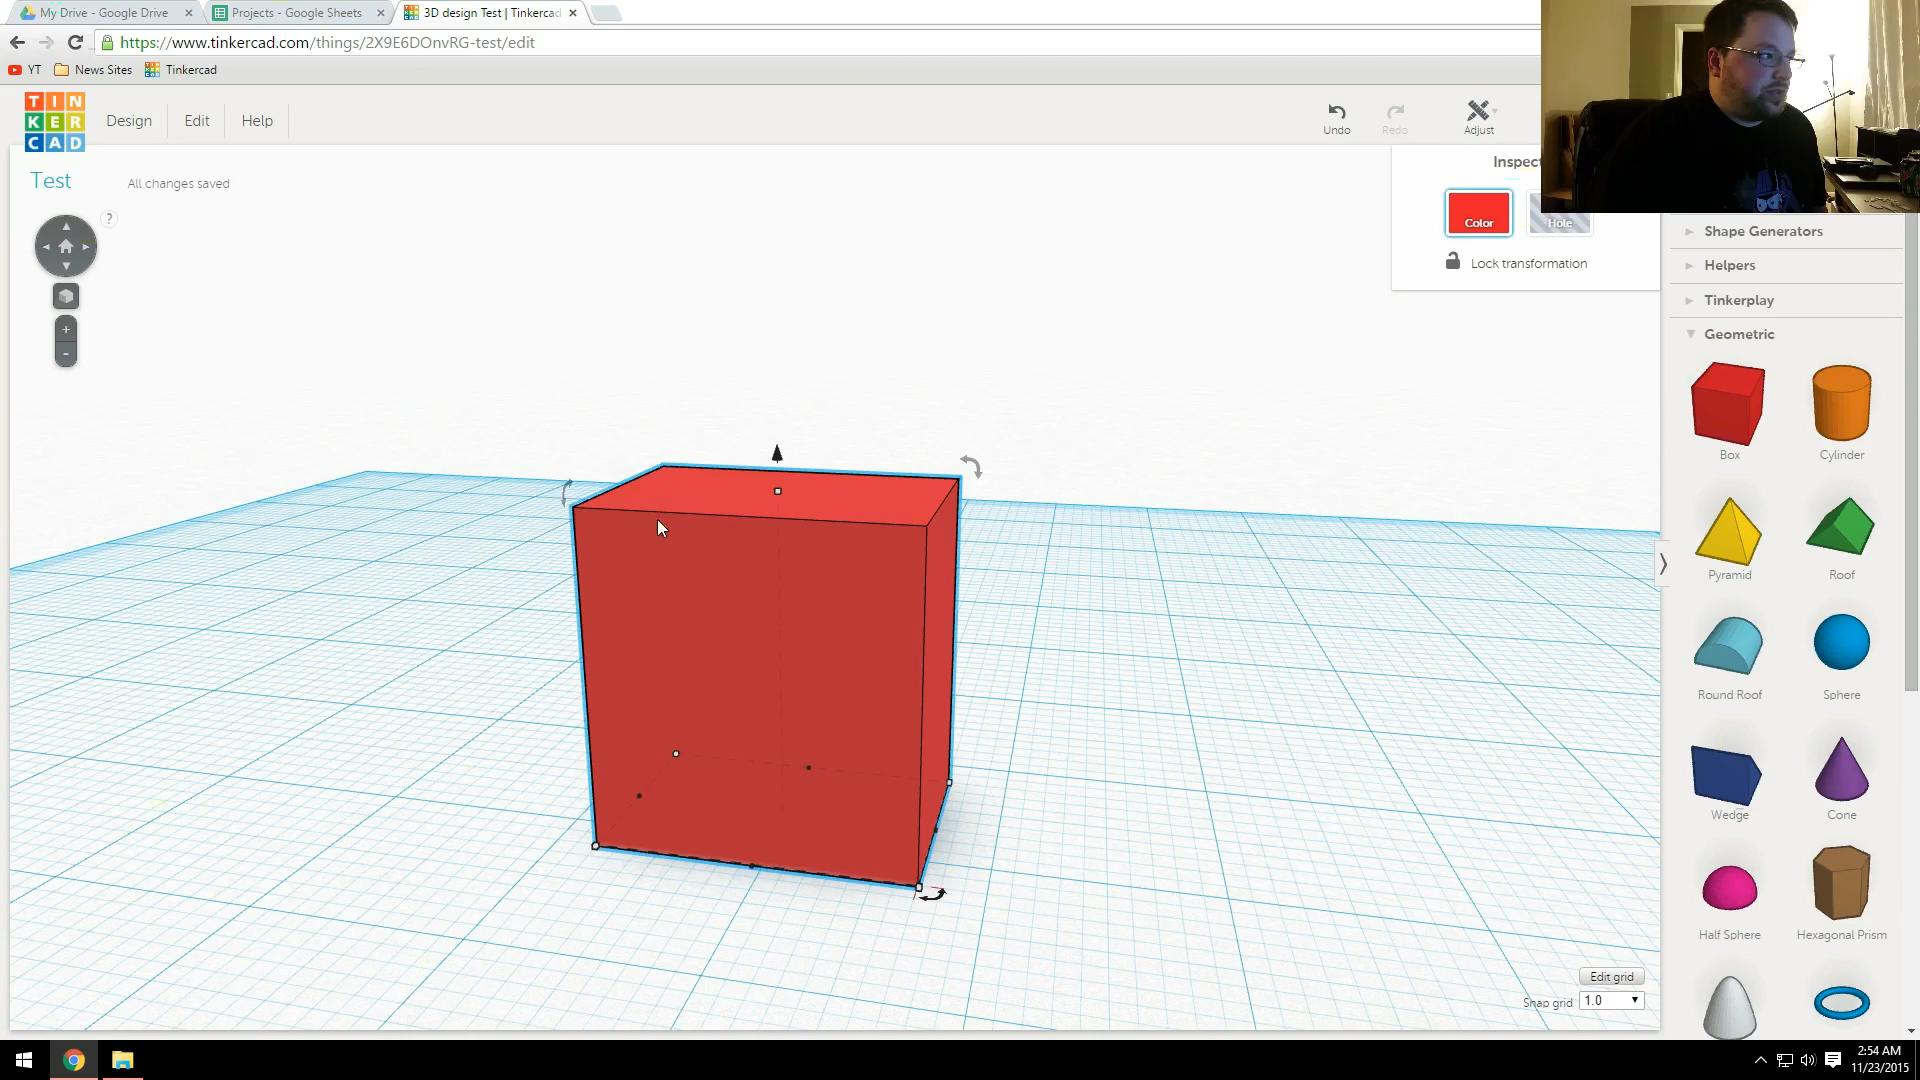 My Drive - Google Drive
Projects - Google Sheets
3D design Test | Tinkercad
https://www.tinkercad.com/things/2X9E6DOnvRG-test/edit
YT
News Sites
Tinkercad
TIN
KER
CAD
Design
Edit
Help
Undo
Redo
Adjust
Test
All changes saved
?
Inspect
Color
Hole
Lock transformation
Shape Generators
Helpers
Tinkerplay
Geometric
Box
Cylinder
Pyramid
Roof
Round Roof
Sphere
Wedge
Cone
Half Sphere
Hexagonal Prism
Edit grid
Snap grid
1.0
2:54 AM
11/23/2015